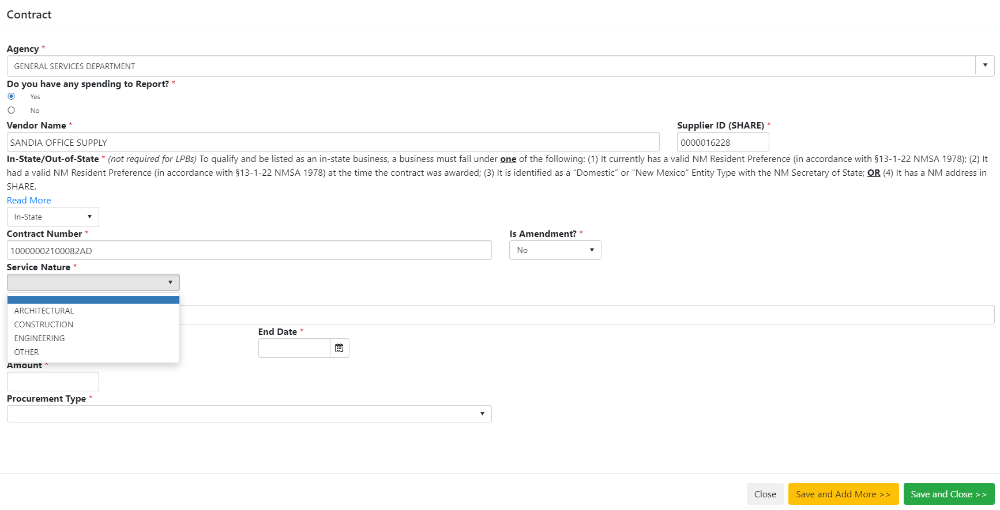 Contract
Agency *
GENERAL SERVICES DEPARTMENT
Do you have any spending to Report? *
Yes
No
Vendor Name * Supplier ID (SHARE) *
SANDIA OFFICE SUPPLY 0000016228
In-State/Out-of-State * (not required for LPBs) To qualify and be listed as an in-state business, a business must fall under one of the following: (1) It currently has a valid NM Resident Preference (in accordance with §13-1-22 NMSA 1978); (2) It
had a valid NM Resident Preference (in accordance with §13-1-22 NMSA 1978) at the time the contract was awarded; (3) It is identified as a “Domestic” or “New Mexico” Entity Type with the NM Secretary of State; OR (4) It has a NM address in
SHARE.
Read More
In-State
Contract Number * Is Amendment? *
10000002100082AD No
Service Nature *
ARCHITECTURAL
CONSTRUCTION
ENGINEERING
OTHER
End Date *
Amount *
Procurement Type *
Close Save and Add More >> Save and Close >>